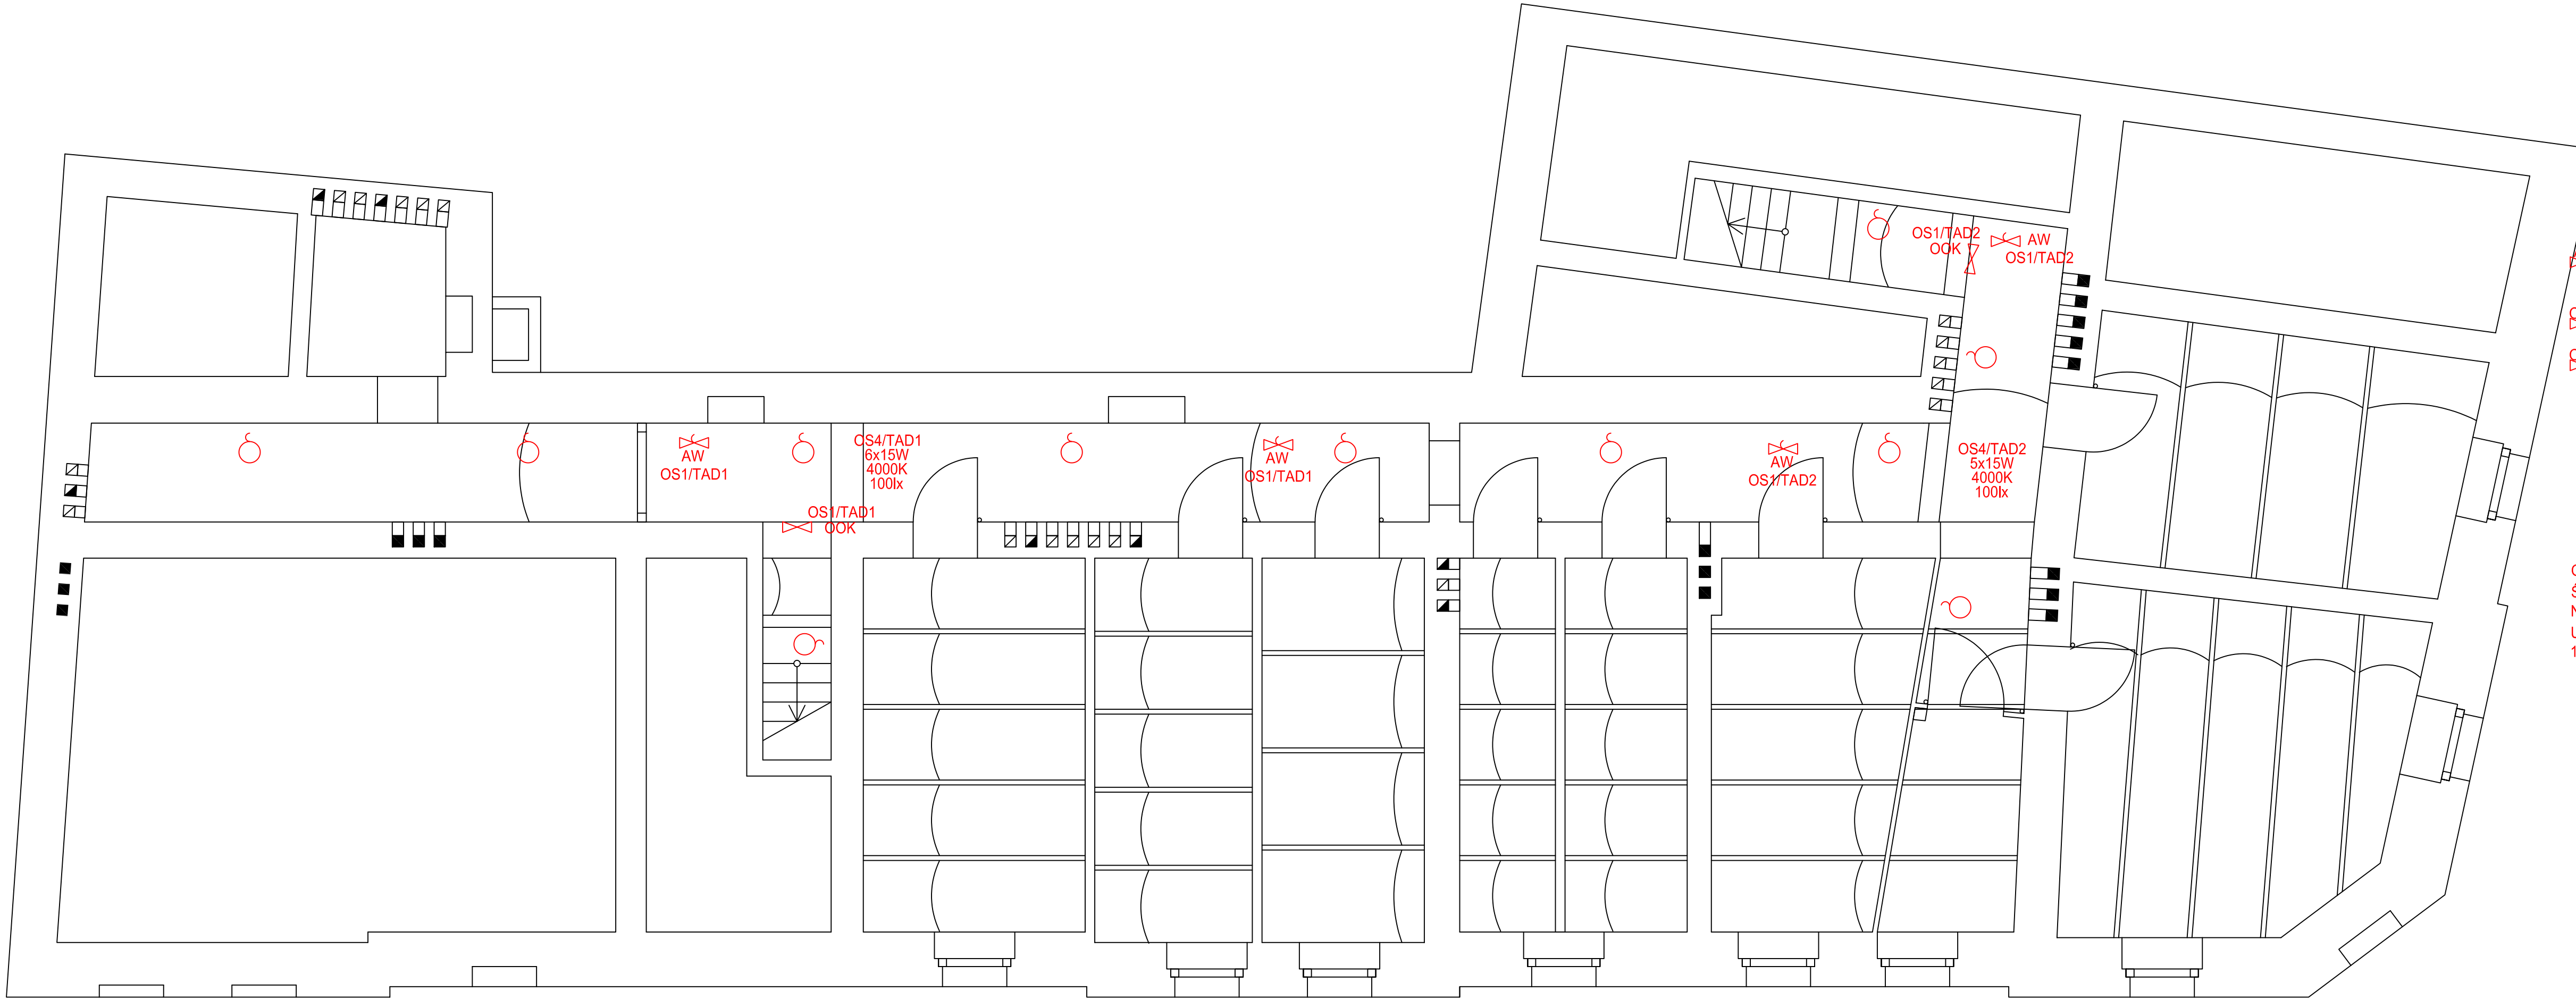 OS1/TAD2
OOK
AW
OS1/TAD2
OS4/TAD1
6x15W
4000K
100lx
AW
OS1/TAD1
AW
OS1/TAD1
AW
OS1/TAD2
OS4/TAD2
5x15W
4000K
100lx
OS1/TAD1
OOK